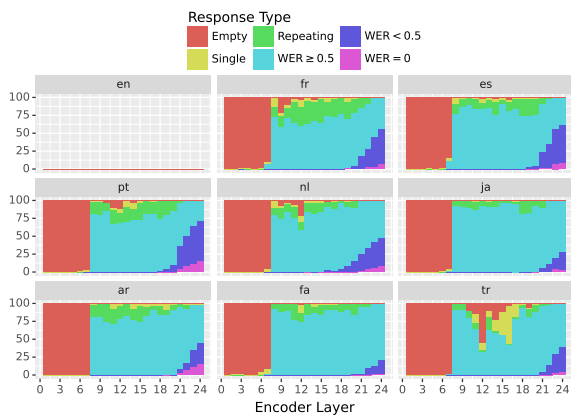 Response Type
Empty Repeating WER < 0.5
Single WER ≥ 0.5 WER = 0
en fr es
100
75
50
25
0
pt nl ja
100
75
50
25
0
ar fa tr
100
75
50
25
0
0 3 6 9 12 15 18 21 24 0 3 6 9 12 15 18 21 24 0 3 6 9 12 15 18 21 24
Encoder Layer